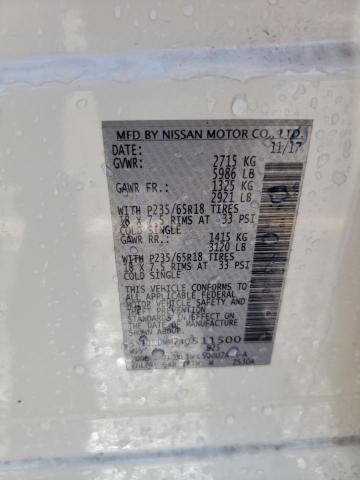 MFD BY NISSAN MOTOR CO., LTD.
DATE: 11/17
GVWR: 2715 KG
5986 LB
GAWR FR.: 1325 KG
2921 LB
WITH P235/65R18 TIRES
18 X 7.5 RIMS AT 33 PSI
COLD SINGLE
GAWR RR.: 1415 KG
3120 LB
WITH P235/65R18 TIRES
18 X 7.5 RIMS AT 33 PSI
COLD SINGLE
THIS VEHICLE CONFORMS TO ALL
APPLICABLE FEDERAL
MOTOR VEHICLE SAFETY AND
THEFT PREVENTION
STANDARDS IN EFFECT ON THE
DATE OF MANUFACTURE